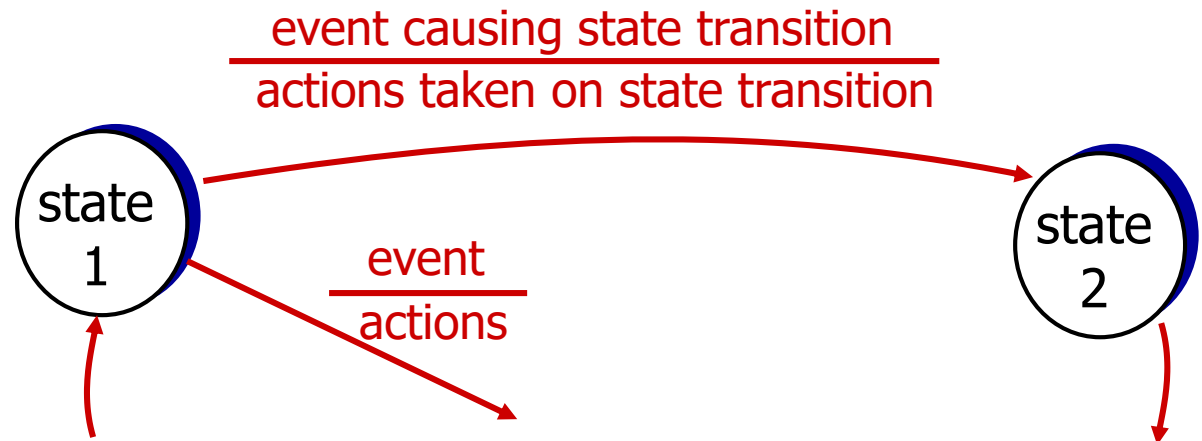 event causing state transition
actions taken on state transition
state
1
event
actions
state
2